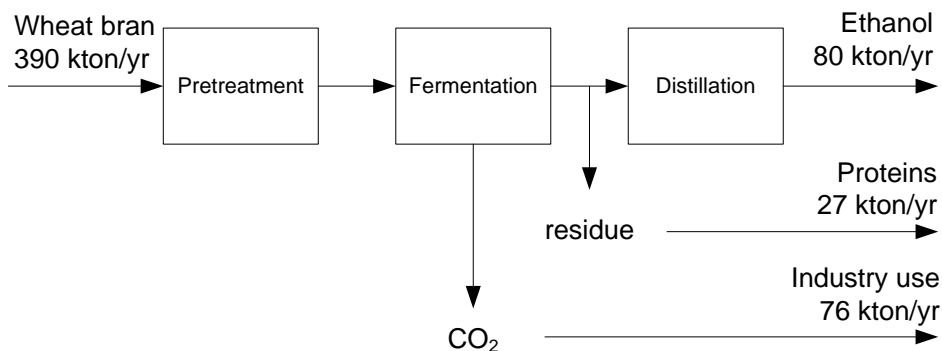 Wheat bran
390 kton/yr
Pretreatment
Fermentation
Distillation
Ethanol
80 kton/yr
residue
Proteins
27 kton/yr
CO₂
Industry use
76 kton/yr